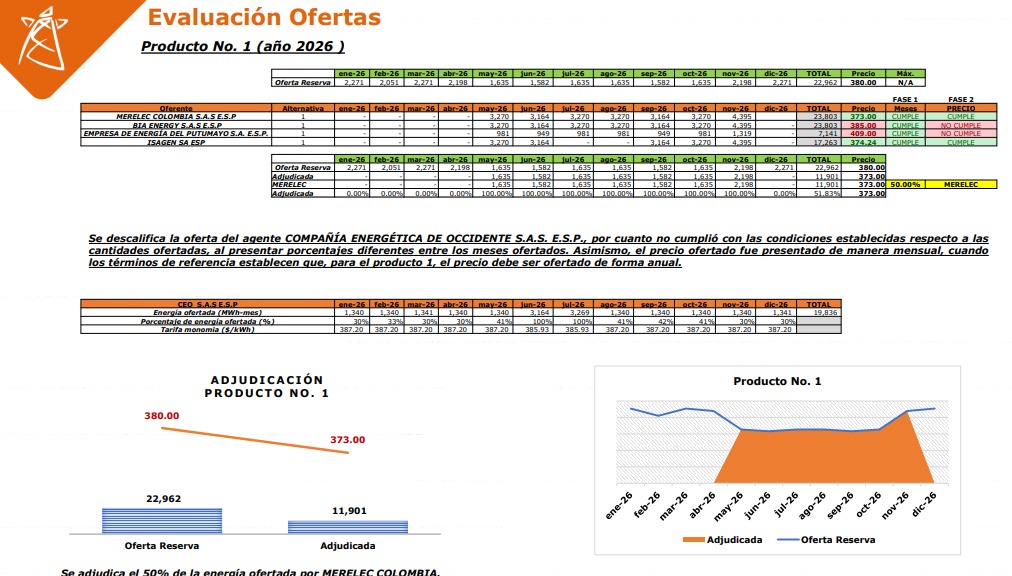 Evaluación Ofertas
Producto No. 1 (año 2026 )
ene-26 feb-26 mar-26 abr-26 may-26 jun-26 jul-26 ago-26 sep-26 oct-26 nov-26 dic-26 TOTAL Precio Máx.
Oferta Reserva 2,271 2,051 2,271 2,198 1,635 1,582 1,635 1,635 1,582 1,635 2,198 2,271 22,962 380.00 N/A
FASE 1 FASE 2
Oferente Alternativa ene-26 feb-26 mar-26 abr-26 may-26 jun-26 jul-26 ago-26 sep-26 oct-26 nov-26 dic-26 TOTAL Precio Meses PRECIO
MERELEC COLOMBIA S.A.S E.S.P 1 - - - - 3,270 3,164 3,270 3,270 3,164 3,270 4,395 - 23,803 373.00 CUMPLE CUMPLE
BIA ENERGY S.A.S E.S.P 1 - - - - 3,270 3,164 3,270 3,270 3,164 3,270 4,395 - 23,803 385.00 CUMPLE NO CUMPLE
EMPRESA DE ENERGÍA DEL PUTUMAYO S.A. E.S.P. 1 - - - - 981 949 981 981 949 981 1,319 - 7,141 409.00 CUMPLE NO CUMPLE
ISAGEN SA ESP 1 - - - - 3,270 3,164 - - 3,164 3,270 4,395 - 17,263 374.24 CUMPLE CUMPLE
ene-26 feb-26 mar-26 abr-26 may-26 jun-26 jul-26 ago-26 sep-26 oct-26 nov-26 dic-26 TOTAL Precio
Oferta Reserva 2,271 2,051 2,271 2,198 1,635 1,582 1,635 1,635 1,582 1,635 2,198 2,271 22,962 380.00
Adjudicada - - - - 1,635 1,582 1,635 1,635 1,582 1,635 2,198 - 11,901 373.00
MERELEC - - - - 1,635 1,582 1,635 1,635 1,582 1,635 2,198 - 11,901 373.00 50.00% MERELEC
Adjudicada 0.00% 0.00% 0.00% 0.00% 100.00% 100.00% 100.00% 100.00% 100.00% 100.00% 100.00% 0.00% 51.83% 373.00
Se descalifica la oferta del agente COMPAÑÍA ENERGÉTICA DE OCCIDENTE S.A.S. E.S.P., por cuanto no cumplió con las condiciones establecidas respecto a las
cantidades ofertadas, al presentar porcentajes diferentes entre los meses ofertados. Asimismo, el precio ofertado fue presentado de manera mensual, cuando
los términos de referencia establecen que, para el producto 1, el precio debe ser ofertado de forma anual.
CEO S.A.S E.S.P ene-26 feb-26 mar-26 abr-26 may-26 jun-26 jul-26 ago-26 sep-26 oct-26 nov-26 dic-26 TOTAL
Energía ofertada (MWh-mes) 1,340 1,340 1,341 1,340 1,340 3,164 3,269 1,340 1,340 1,341 1,340 1,341 19,836
Porcentaje de energía ofertada (%) 30% 33% 30% 30% 41% 100% 100% 41% 42% 41% 30% 30%
Tarifa monomia ($/kWh) 387.20 387.20 387.20 387.20 387.20 385.93 385.93 387.20 387.20 387.20 387.20 387.20
ADJUDICACIÓN
PRODUCTO NO. 1
380.00
373.00
22,962
11,901
Oferta Reserva Adjudicada
Producto No. 1
ene-26 feb-26 mar-26 abr-26 may-26 jun-26 jul-26 ago-26 sep-26 oct-26 nov-26 dic-26
Adjudicada Oferta Reserva
Se adjudica el 50% de la energía ofertada por MERELEC COLOMBIA.